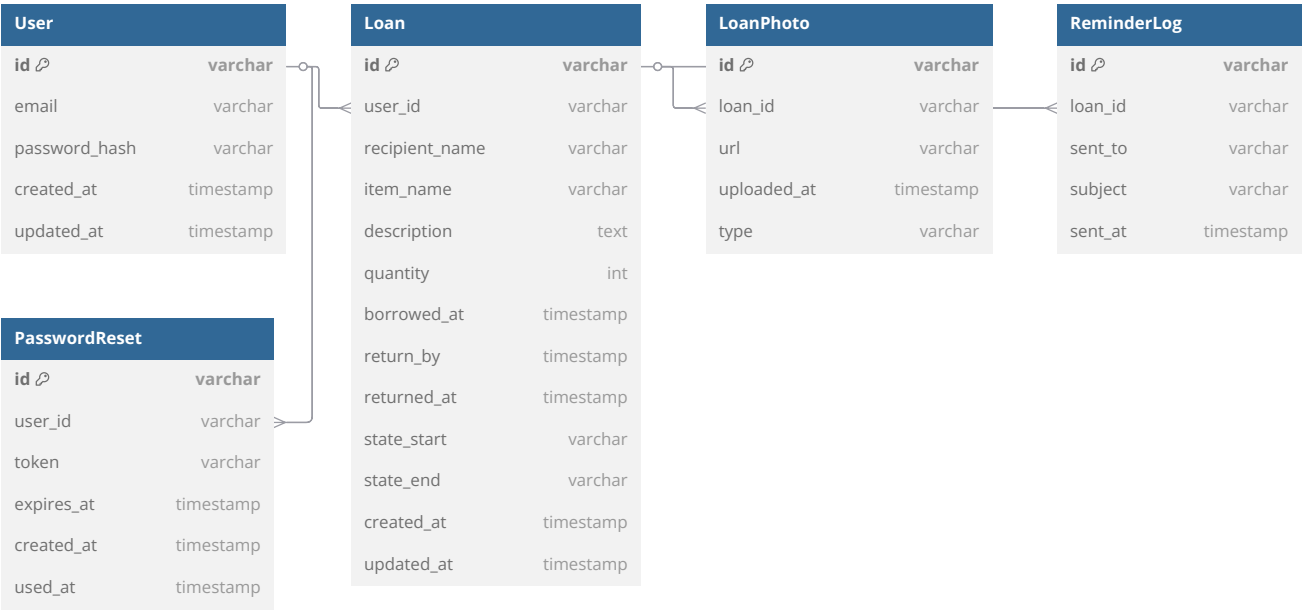 User
id varchar
email varchar
password_hash varchar
created_at timestamp
updated_at timestamp
PasswordReset
id varchar
user_id varchar
token varchar
expires_at timestamp
created_at timestamp
used_at timestamp
Loan
id varchar
user_id varchar
recipient_name varchar
item_name varchar
description text
quantity int
borrowed_at timestamp
return_by timestamp
returned_at timestamp
state_start varchar
state_end varchar
created_at timestamp
updated_at timestamp
LoanPhoto
id varchar
loan_id varchar
url varchar
uploaded_at timestamp
type varchar
ReminderLog
id varchar
loan_id varchar
sent_to varchar
subject varchar
sent_at timestamp